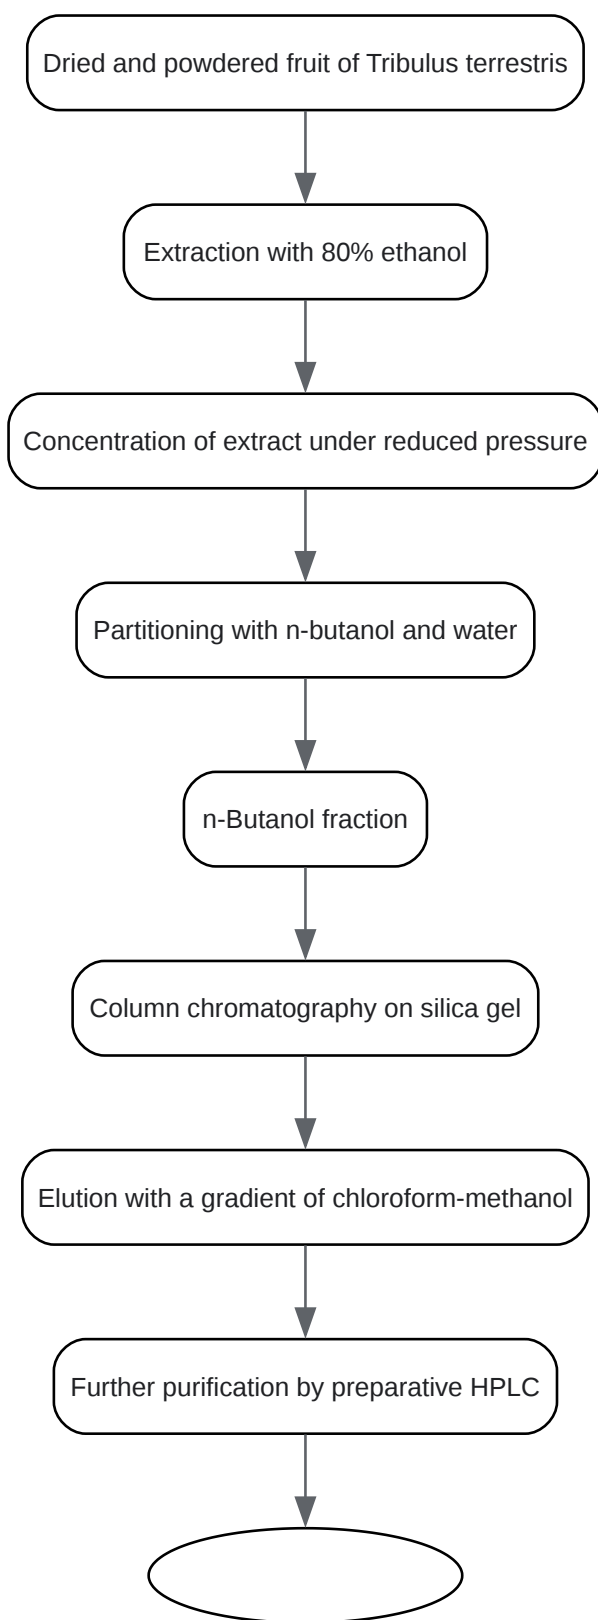 Dried and powdered fruit of Tribulus terrestris
Extraction with 80% ethanol
Concentration of extract under reduced pressure
Partitioning with n-butanol and water
n-Butanol fraction
Column chromatography on silica gel
Elution with a gradient of chloroform-methanol
Further purification by preparative HPLC